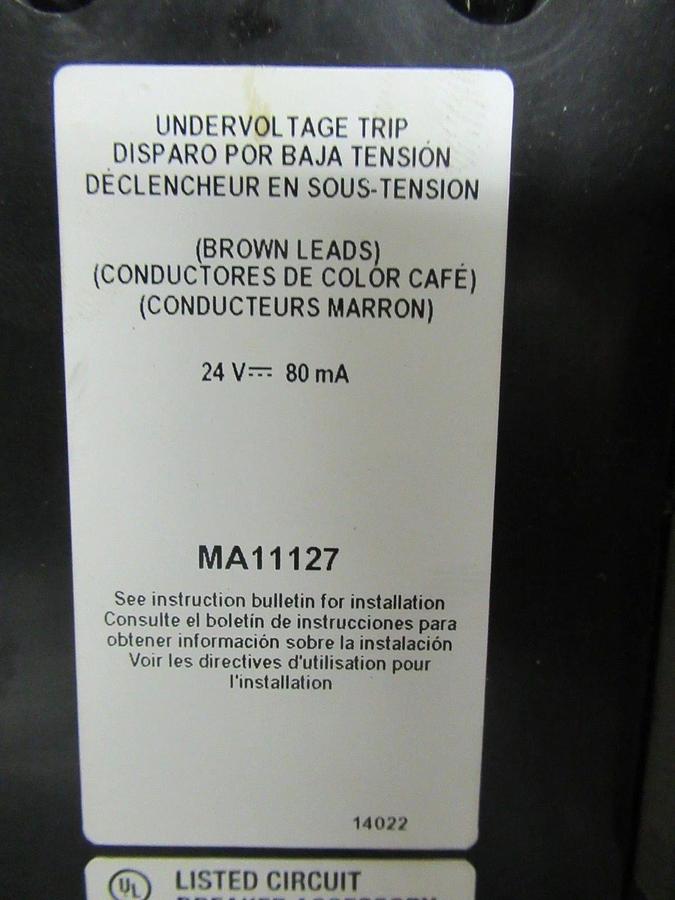 UNDERVOLTAGE TRIP
DISPARO POR BAJA TENSIÓN
DÉCLENCHEUR EN SOUS-TENSION
(BROWN LEADS)
(CONDUCTORES DE COLOR CAFÉ)
(CONDUCTEURS MARRON)
24 V⎓ 80 mA
MA11127
See instruction bulletin for installation
Consulte el boletín de instrucciones para
obtener información sobre la instalación
Voir les directives d'utilisation pour
l'installation
14022
UL LISTED CIRCUIT